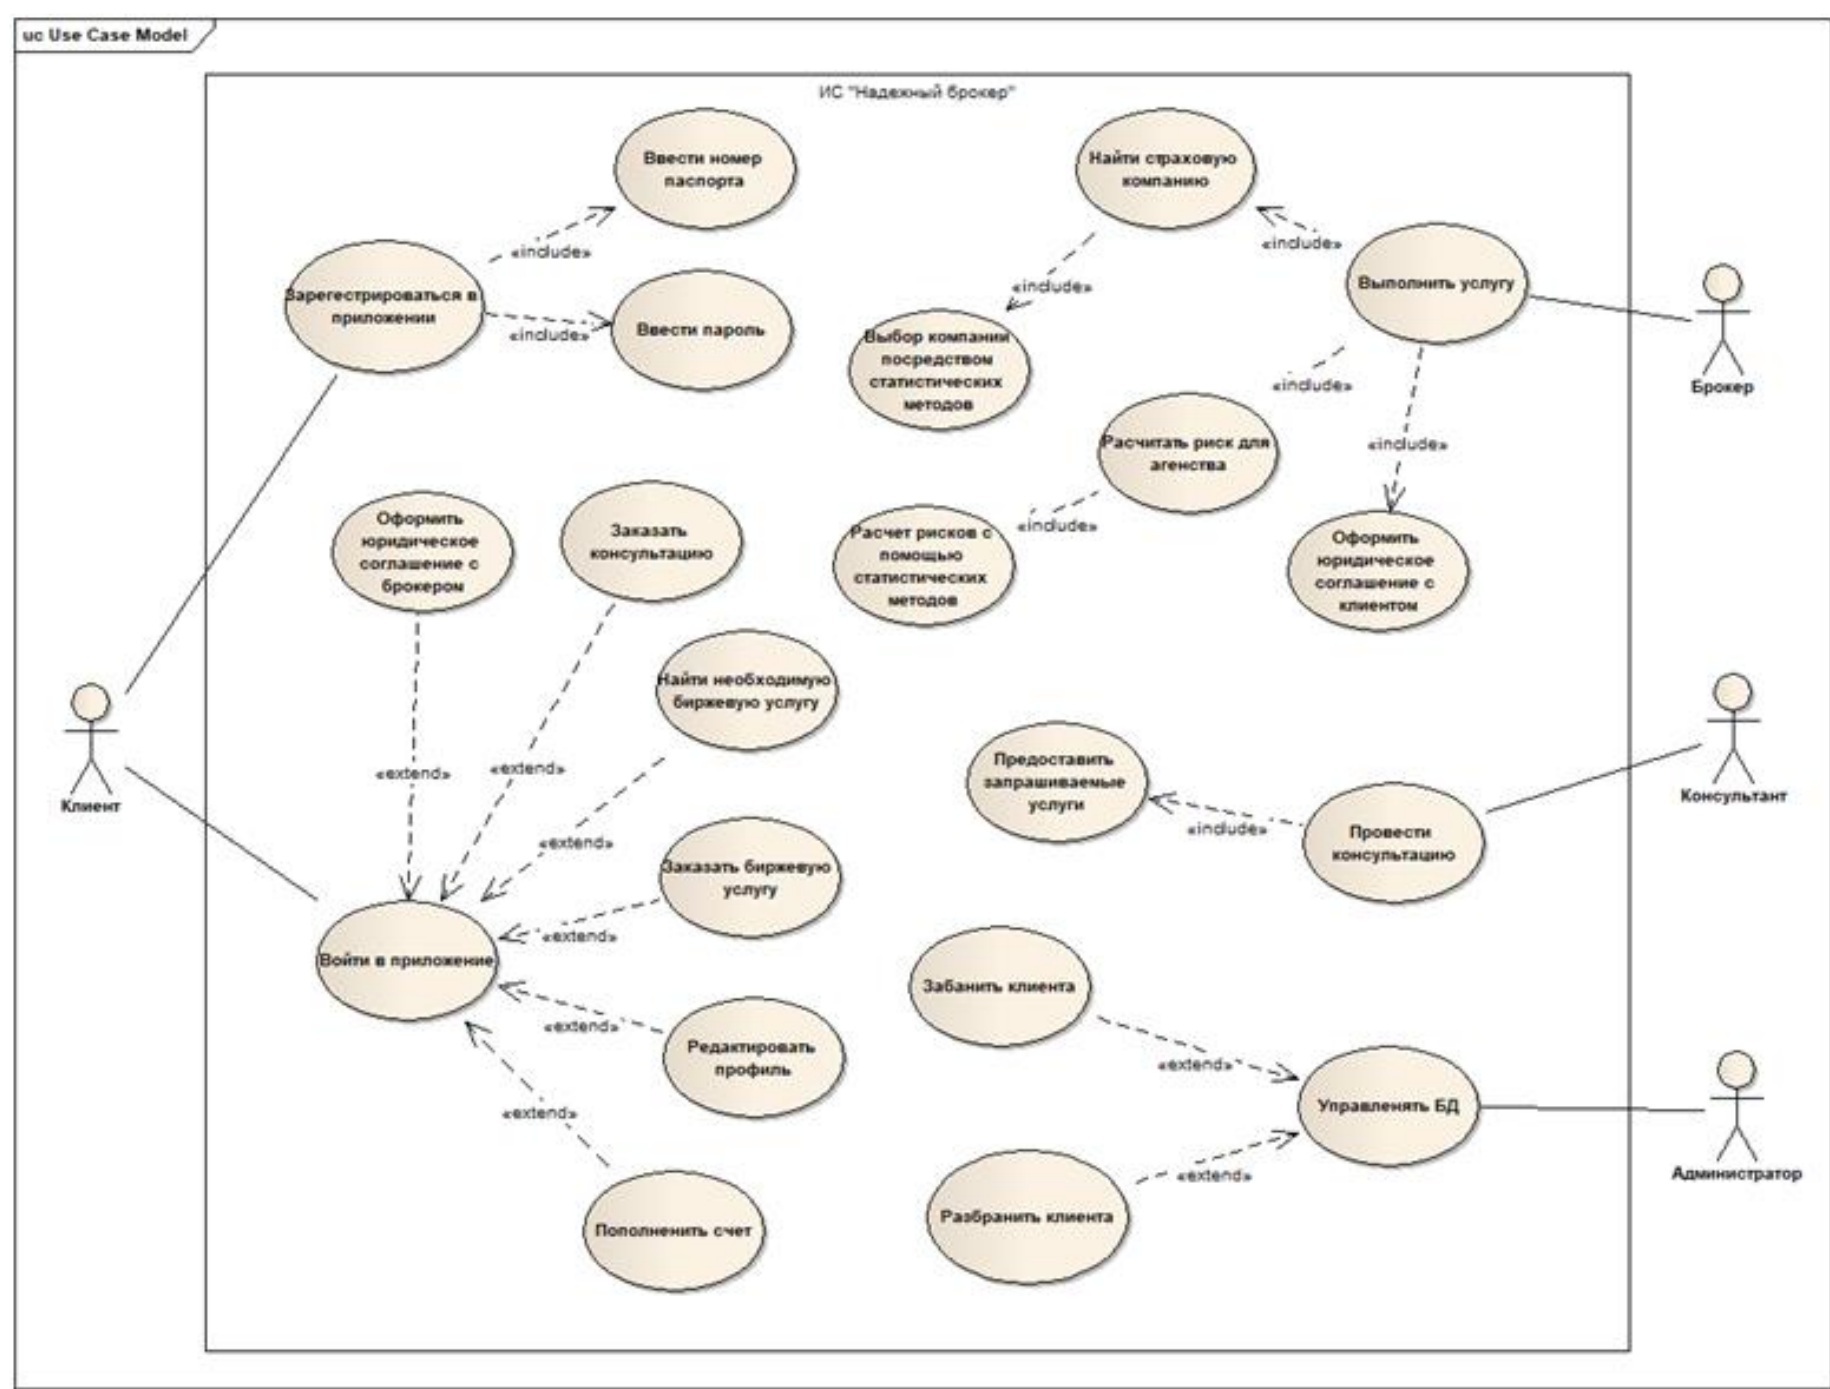 uc Use Case Model
ИС "Надежный брокер"
Ввести номер
паспорта
«include»
Зарегестрироваться в
приложении
«include»
Ввести пароль
Найти страховую
компанию
«include»
Выполнить услугу
«include»
Выбор компании
посредством
статистических
методов
Брокер
«include»
Расчитать риск для
агенства
«include»
«include»
Расчет рисков с
помощью
статистических
методов
Оформить
юридическое
соглашение с
клиентом
Оформить
юридическое
соглашение с
брокером
Заказать
консультацию
Найти необходимую
биржевую услугу
«extend»
«extend»
«extend»
Клиент
Заказать биржевую
услугу
«extend»
Войти в приложение
«extend»
Редактировать
профиль
«extend»
Пополненить счет
Предоставить
запрашиваемые
услуги
«include»
Провести
консультацию
Консультант
Забанить клиента
«extend»
Управленять БД
«extend»
Разбранить клиента
Администратор